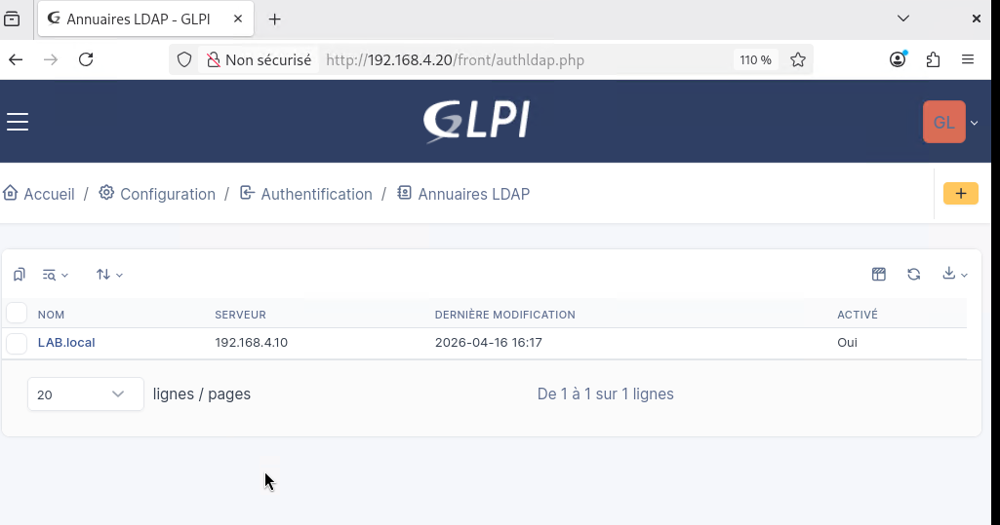 Annuaires LDAP - GLPI
Non sécurisé http://192.168.4.20/front/authldap.php 110 %
GLPI GL
Accueil / Configuration / Authentification / Annuaires LDAP
NOM SERVEUR DERNIÈRE MODIFICATION ACTIVÉ
LAB.local 192.168.4.10 2026-04-16 16:17 Oui
20 lignes / pages De 1 à 1 sur 1 lignes